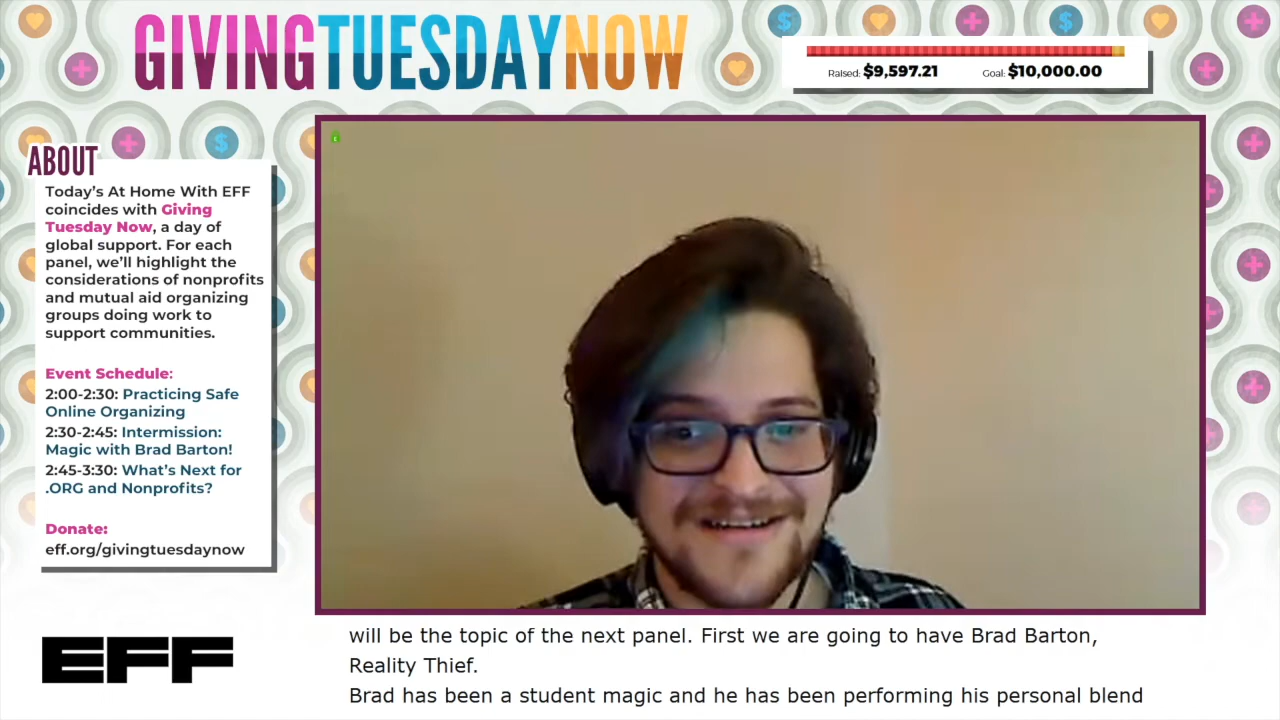 GIVINGTUESDAYNOW
Raised: $9,597.21 Goal: $10,000.00
ABOUT
Today's At Home With EFF
coincides with Giving
Tuesday Now, a day of
global support. For each
panel, we'll highlight the
considerations of nonprofits
and mutual aid organizing
groups doing work to
support communities.
Event Schedule:
2:00-2:30: Practicing Safe
Online Organizing
2:30-2:45: Intermission:
Magic with Brad Barton!
2:45-3:30: What's Next for
.ORG and Nonprofits?
Donate:
eff.org/givingtuesdaynow
EFF
will be the topic of the next panel. First we are going to have Brad Barton,
Reality Thief.
Brad has been a student magic and he has been performing his personal blend